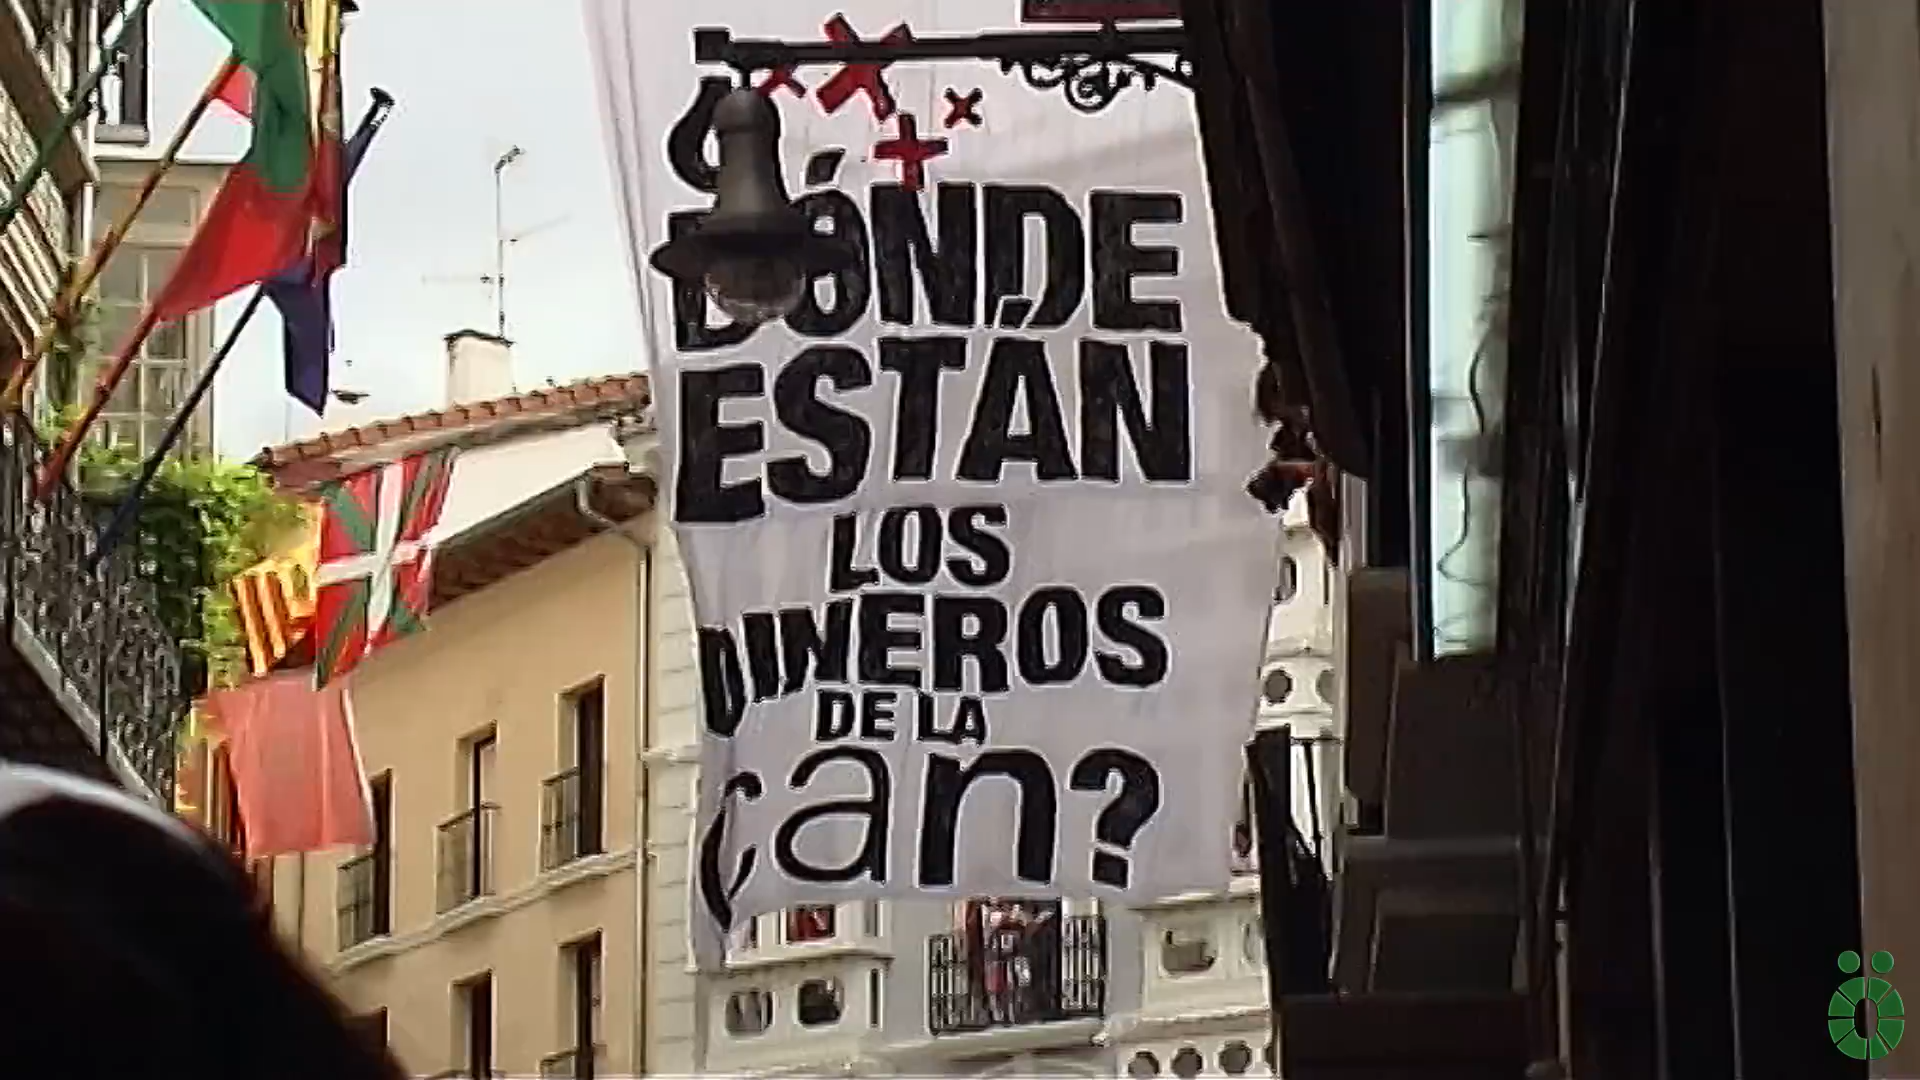 ¿
DÓNDE
ESTÁN
LOS
DINEROS
DE LA
can?